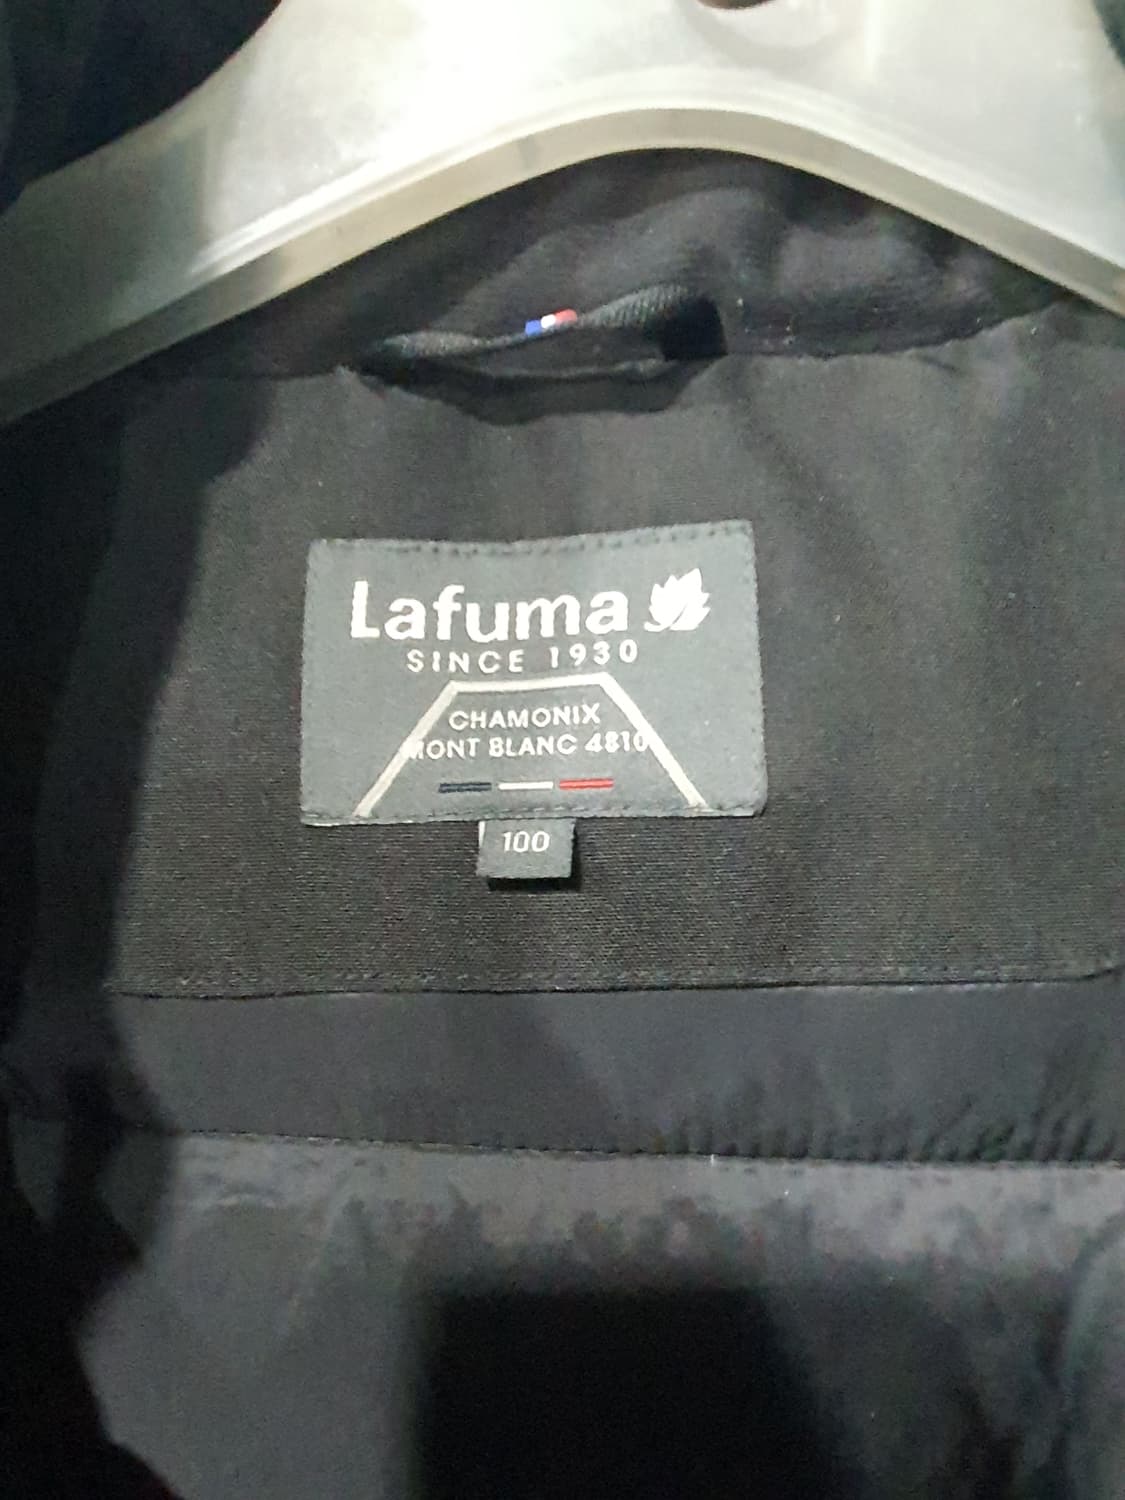 Lafuma
SINCE 1930
CHAMONIX
MONT BLANC 4810
100